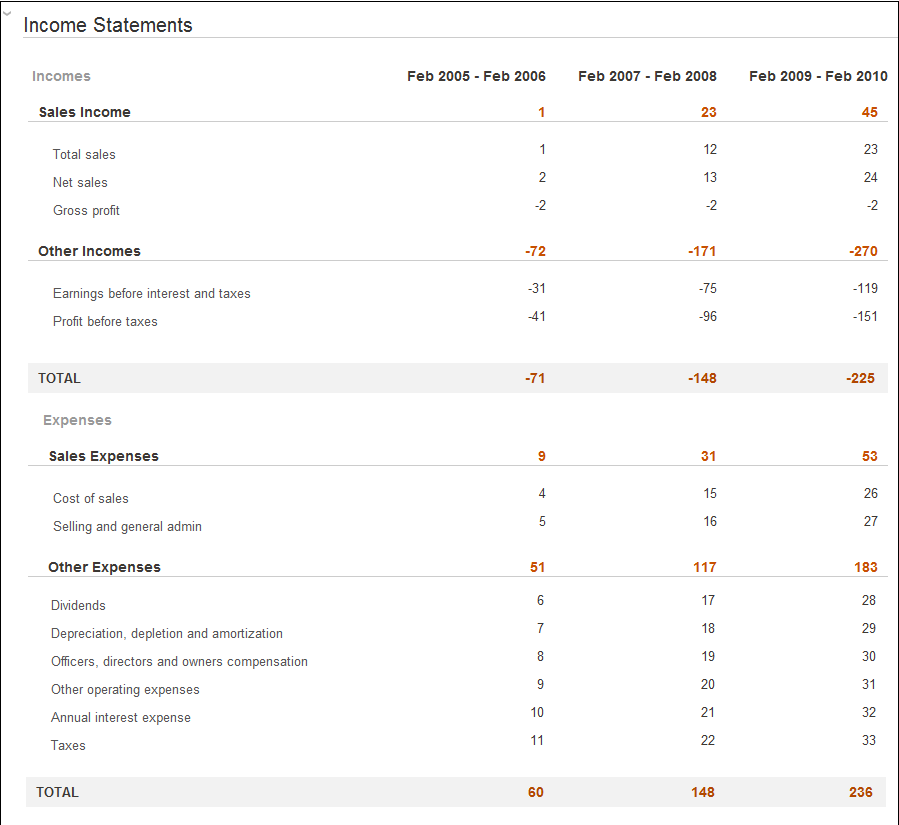 Income Statements
Incomes Feb 2005 - Feb 2006 Feb 2007 - Feb 2008 Feb 2009 - Feb 2010
Sales Income 1 23 45
Total sales 1 12 23
Net sales 2 13 24
Gross profit -2 -2 -2
Other Incomes -72 -171 -270
Earnings before interest and taxes -31 -75 -119
Profit before taxes -41 -96 -151
TOTAL -71 -148 -225
Expenses
Sales Expenses 9 31 53
Cost of sales 4 15 26
Selling and general admin 5 16 27
Other Expenses 51 117 183
Dividends 6 17 28
Depreciation, depletion and amortization 7 18 29
Officers, directors and owners compensation 8 19 30
Other operating expenses 9 20 31
Annual interest expense 10 21 32
Taxes 11 22 33
TOTAL 60 148 236